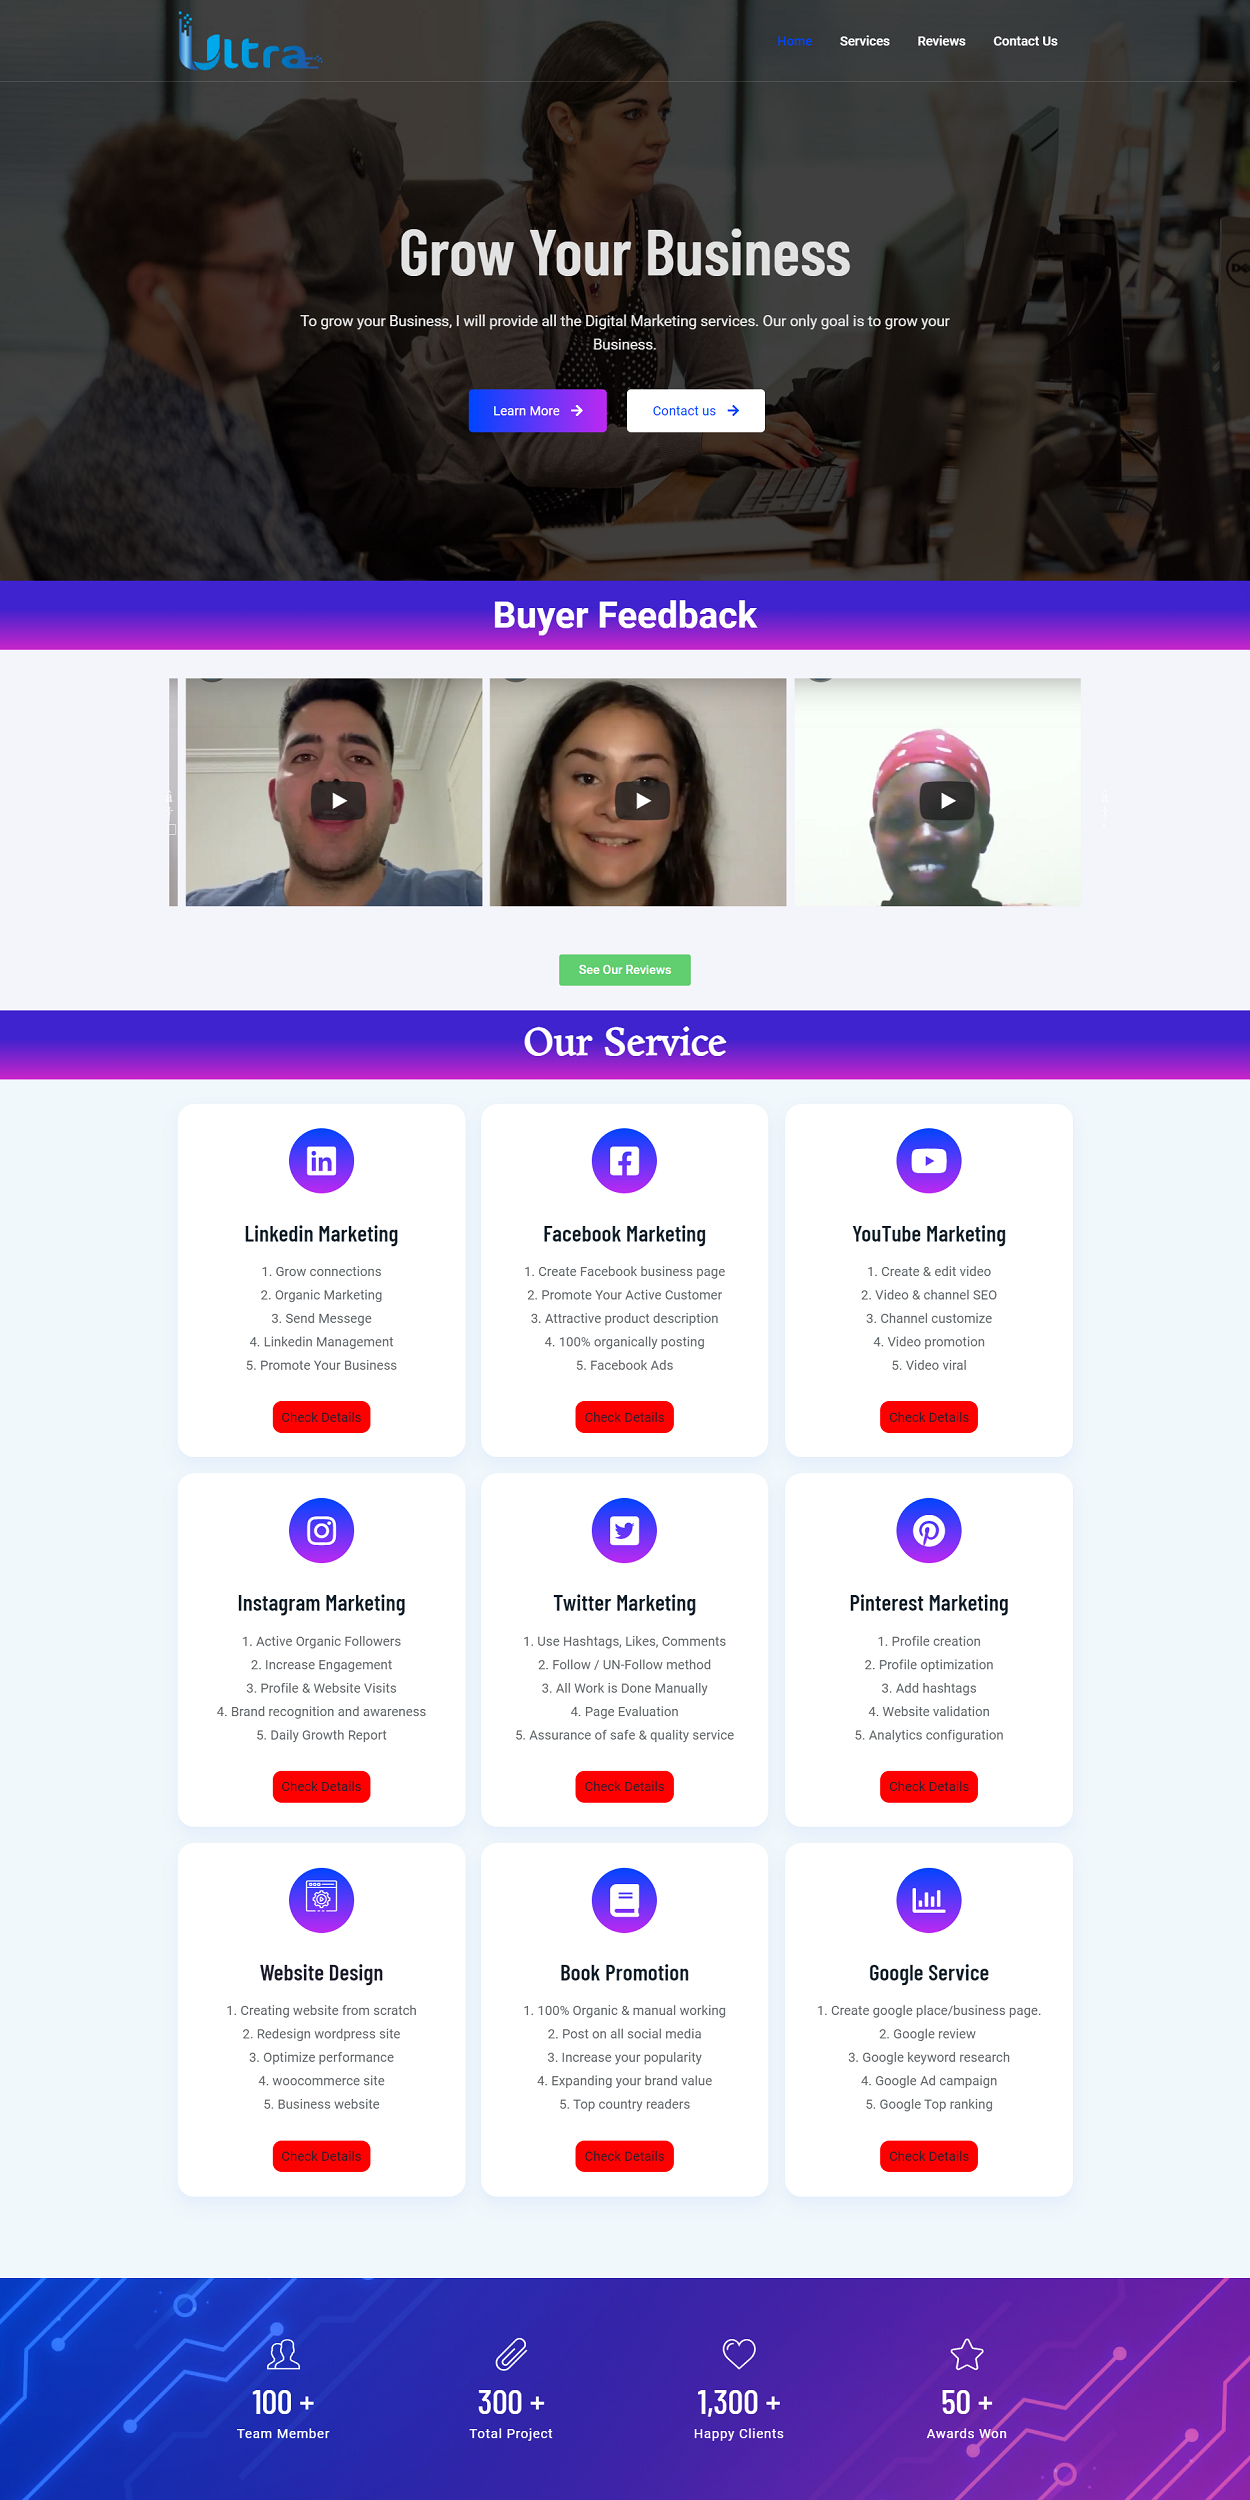 Ultra
Home Services Reviews Contact Us
Grow Your Business
To grow your Business, I will provide all the Digital Marketing services. Our only goal is to grow your
Business.
Learn More
Contact us
Buyer Feedback
See Our Reviews
Our Service
Linkedin Marketing
1. Grow connections
2. Organic Marketing
3. Send Messege
4. Linkedin Management
5. Promote Your Business
Check Details
Facebook Marketing
1. Create Facebook business page
2. Promote Your Active Customer
3. Attractive product description
4. 100% organically posting
5. Facebook Ads
Check Details
YouTube Marketing
1. Create & edit video
2. Video & channel SEO
3. Channel customize
4. Video promotion
5. Video viral
Check Details
Instagram Marketing
1. Active Organic Followers
2. Increase Engagement
3. Profile & Website Visits
4. Brand recognition and awareness
5. Daily Growth Report
Check Details
Twitter Marketing
1. Use Hashtags, Likes, Comments
2. Follow / UN-Follow method
3. All Work is Done Manually
4. Page Evaluation
5. Assurance of safe & quality service
Check Details
Pinterest Marketing
1. Profile creation
2. Profile optimization
3. Add hashtags
4. Website validation
5. Analytics configuration
Check Details
Website Design
1. Creating website from scratch
2. Redesign wordpress site
3. Optimize performance
4. woocommerce site
5. Business website
Check Details
Book Promotion
1. 100% Organic & manual working
2. Post on all social media
3. Increase your popularity
4. Expanding your brand value
5. Top country readers
Check Details
Google Service
1. Create google place/business page.
2. Google review
3. Google keyword research
4. Google Ad campaign
5. Google Top ranking
Check Details
100 +
Team Member
300 +
Total Project
1,300 +
Happy Clients
50 +
Awards Won